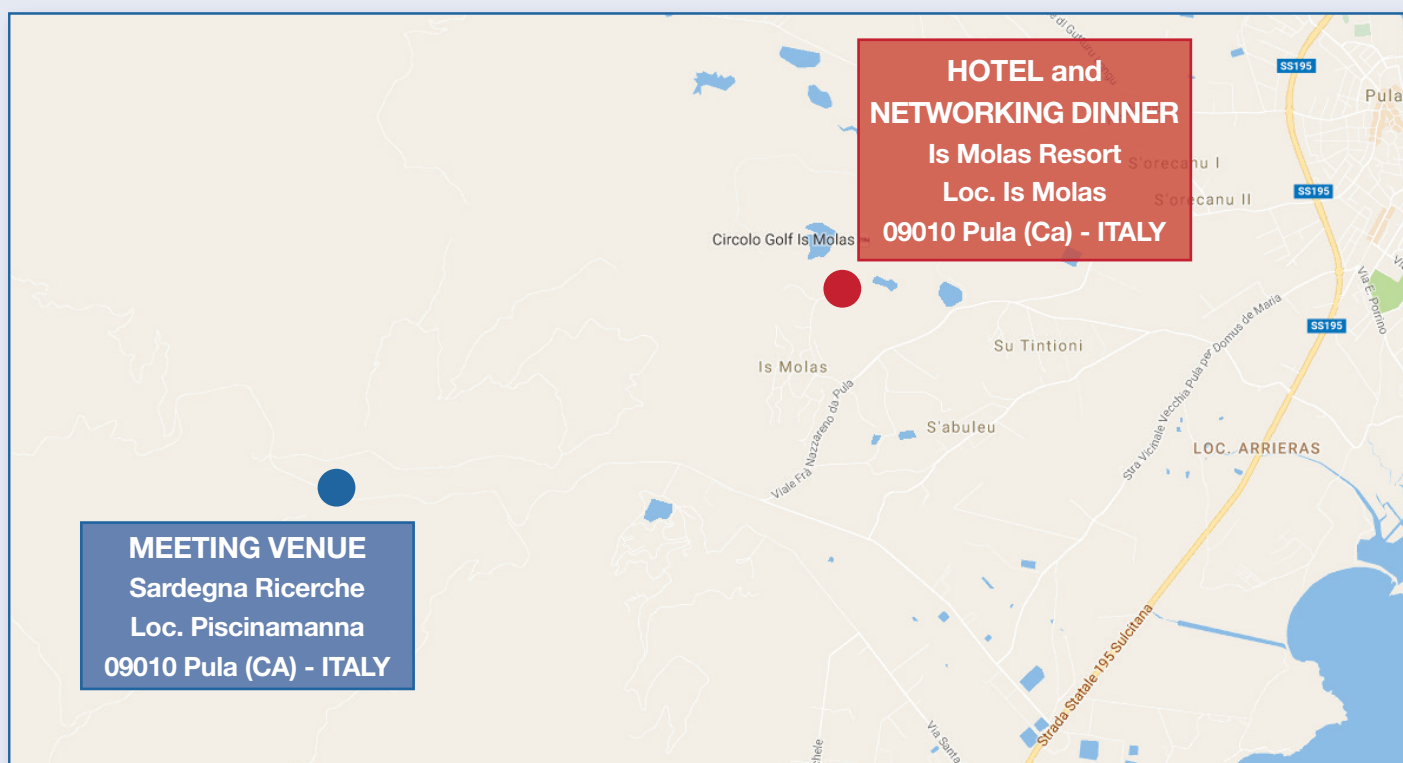 HOTEL and
NETWORKING DINNER
Is Molas Resort
Loc. Is Molas
09010 Pula (Ca) - ITALY
SS195
Pula
S'orecanu I
SS195
S'orecanu II
Circolo Golf Is Molas
Via E. Porrino
SS195
Stra Vicinale Vecchia Pula per Domus de Maria
Su Tintioni
Is Molas
Viale Frà Nazzareno da Pula
S'abuleu
LOC. ARRIERAS
MEETING VENUE
Sardegna Ricerche
Loc. Piscinamanna
09010 Pula (CA) - ITALY
Strada Statale 195 Sulcitana
Via Santa